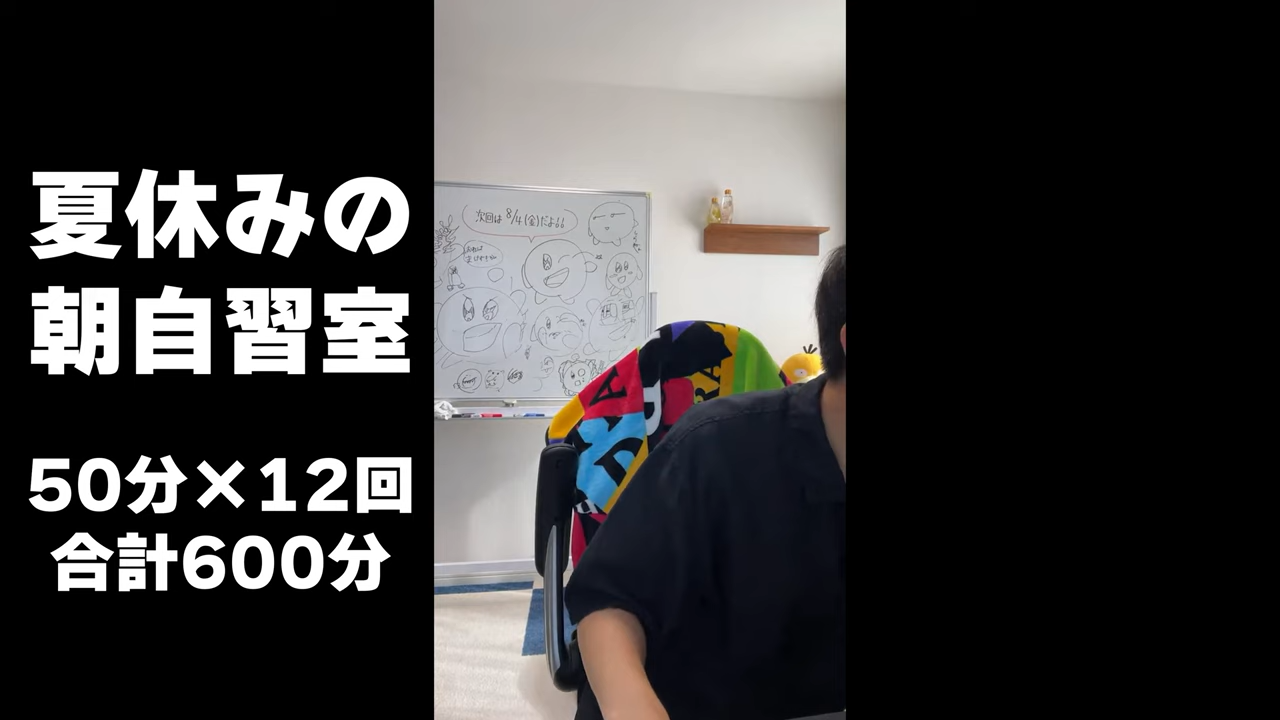 夏休みの
朝自習室
50分×12回
合計600分
次回は 8/4(金)だよ!!